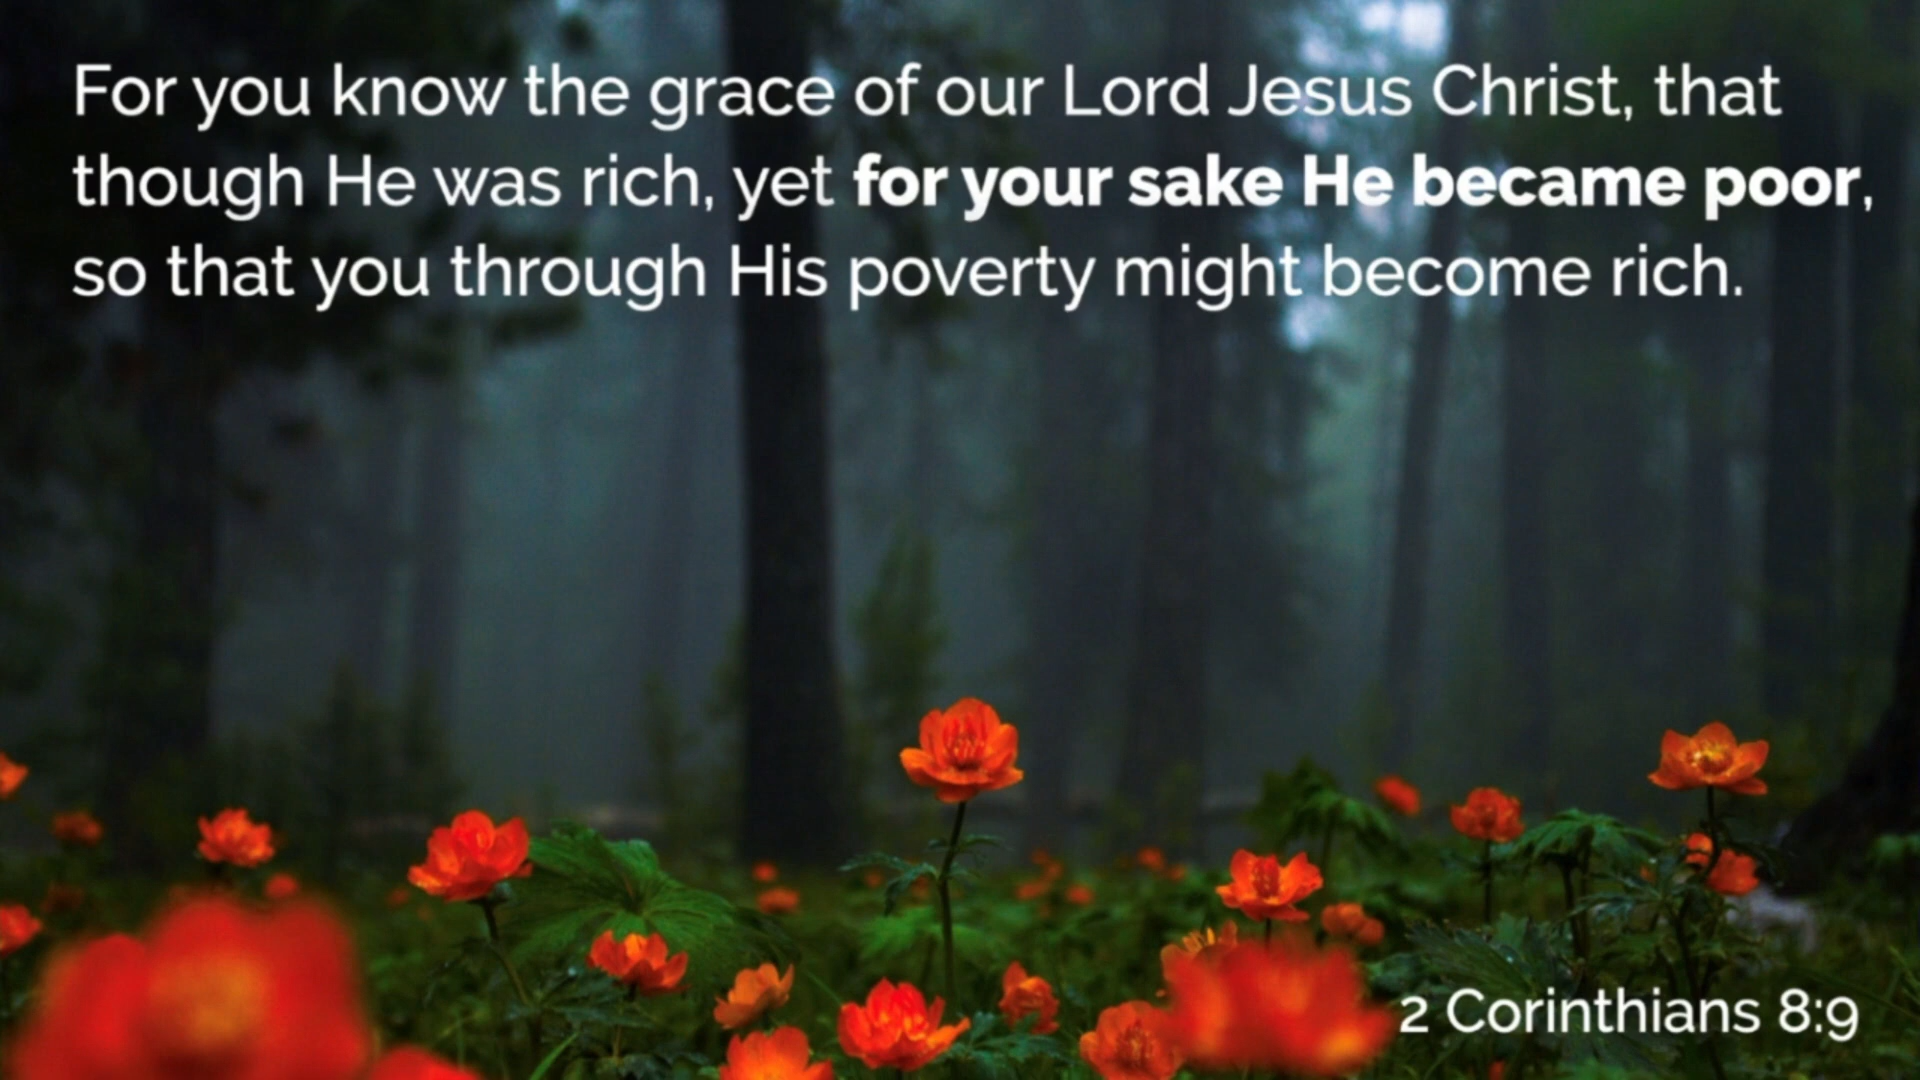 For you know the grace of our Lord Jesus Christ, that
though He was rich, yet for your sake He became poor,
so that you through His poverty might become rich.
2 Corinthians 8:9